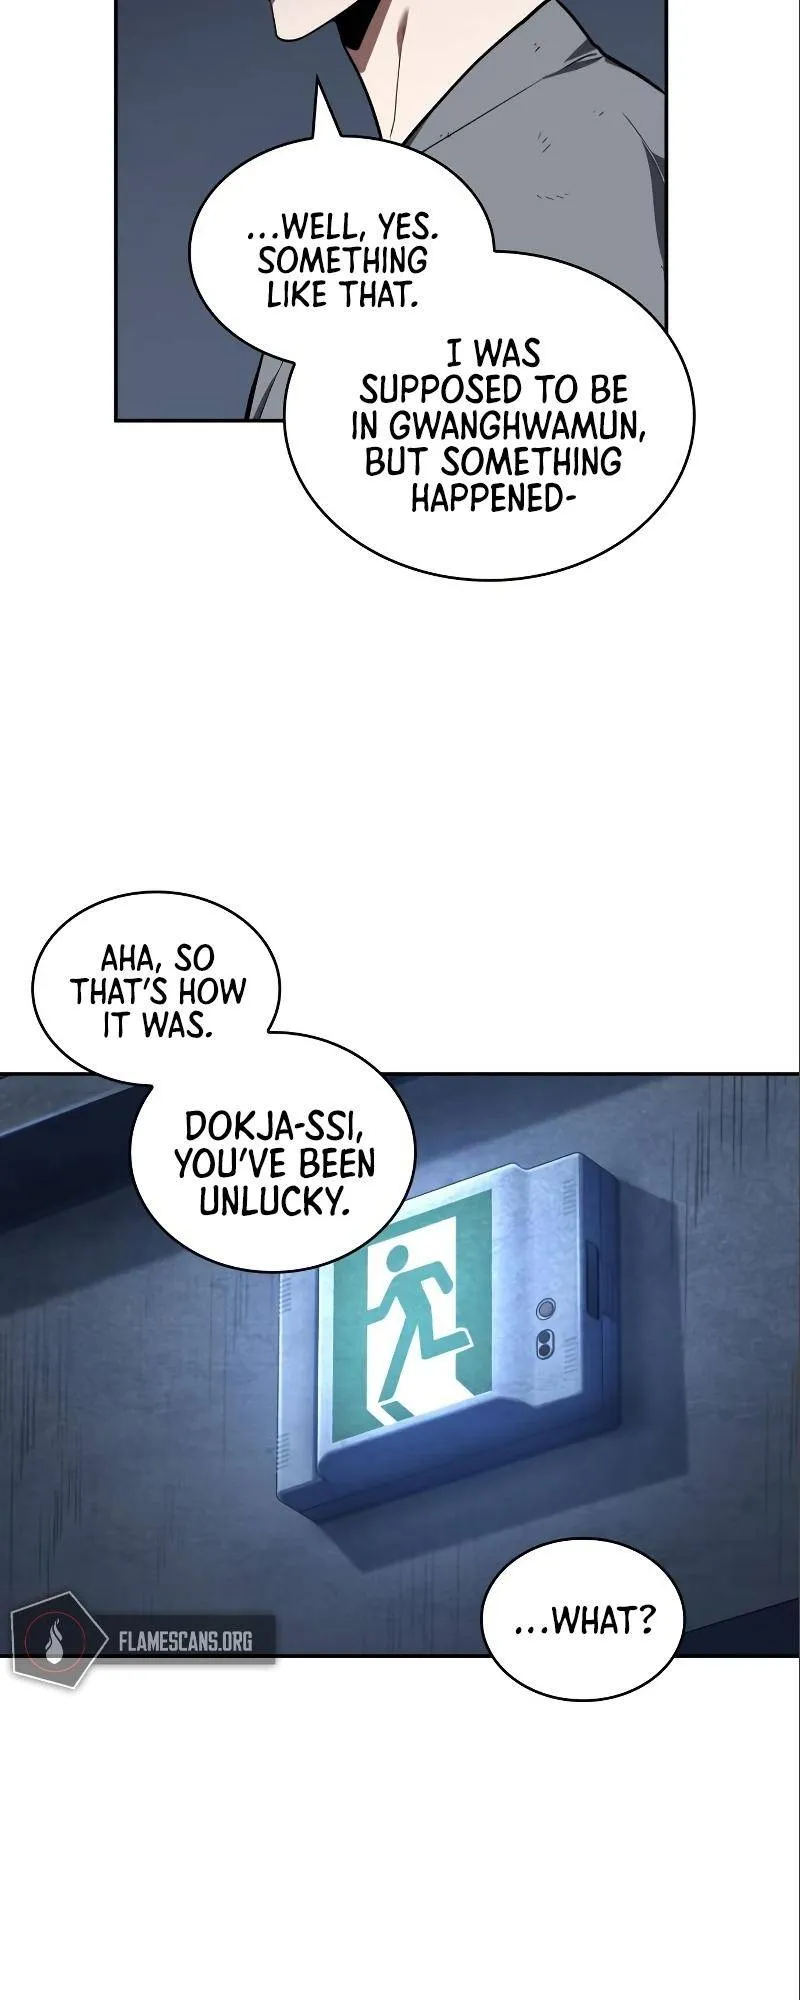 ...WELL, YES.
SOMETHING
LIKE THAT.
I WAS
SUPPOSED TO BE
IN GWANGHWAMUN,
BUT SOMETHING
HAPPENED-
AHA, SO
THAT'S HOW
IT WAS.
DOKJA-SSI,
YOU'VE BEEN
UNLUCKY.
...WHAT?
FLAMESCANS.ORG